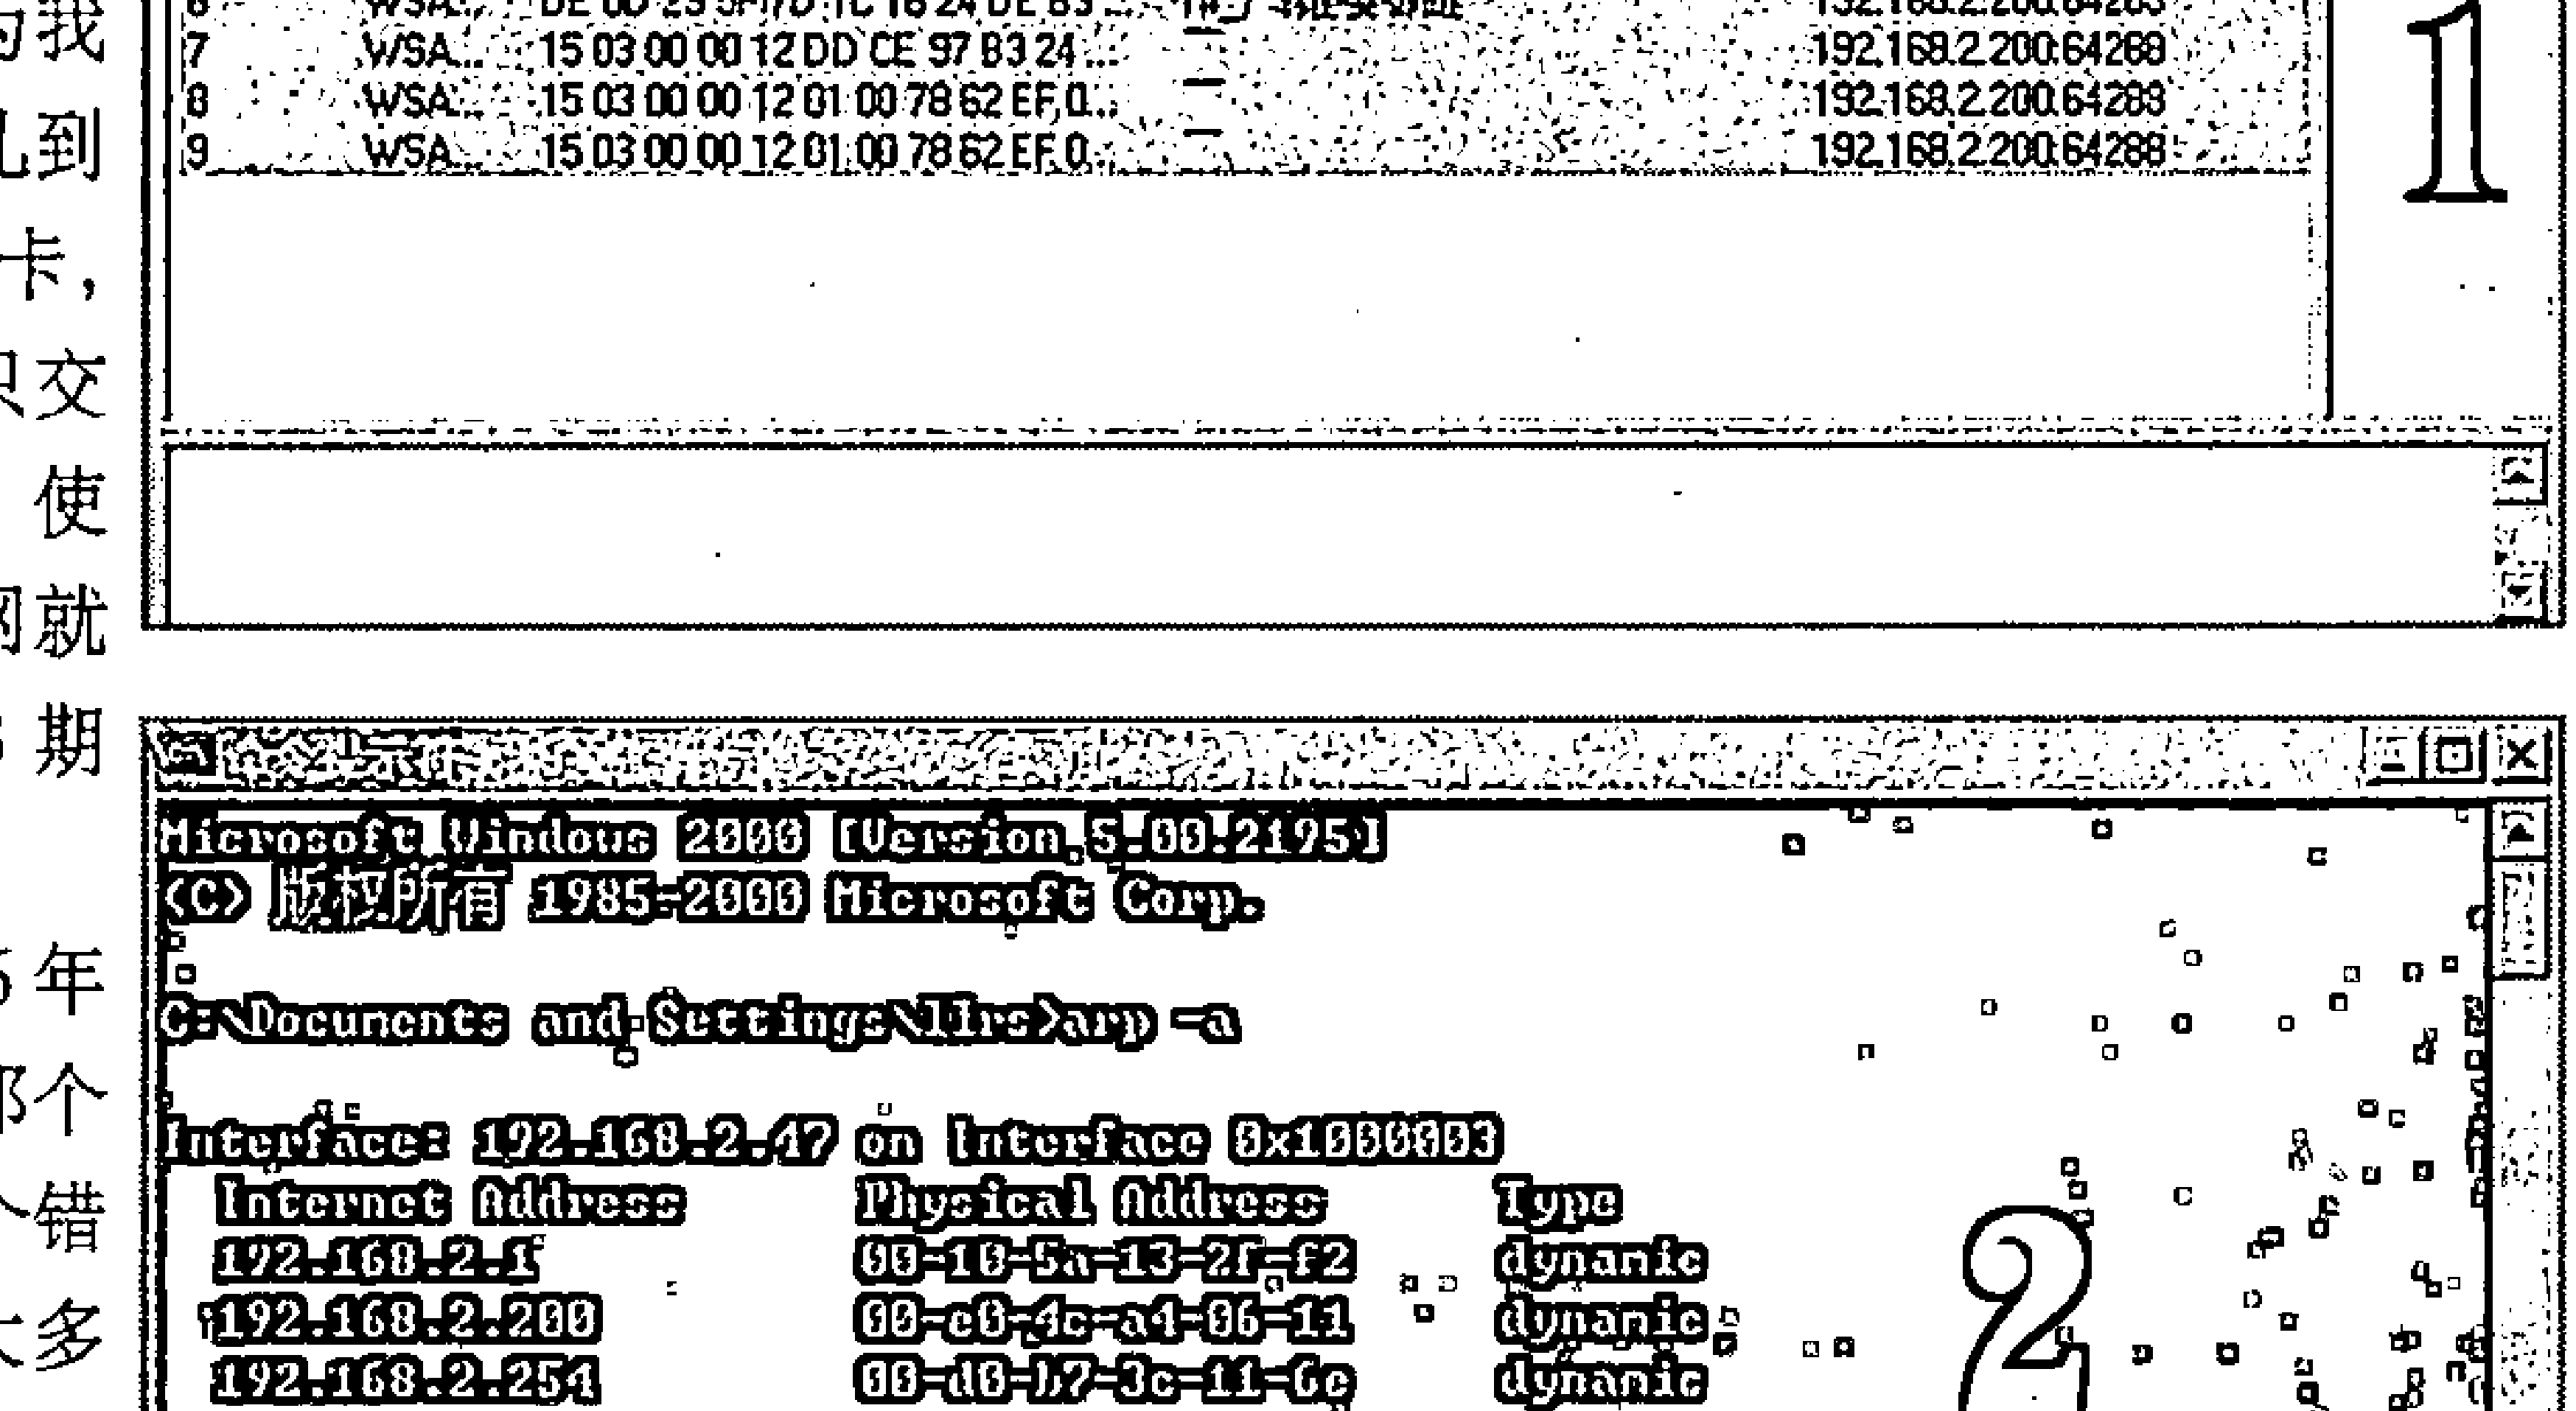 我
7 WSA... 15 03 00 00 12 DD CE 97 B3 24 ... 192.168.2.200:64288
8 WSA... 15 03 00 00 12 01 00 78 62 EF 0... 192.168.2.200:64288
9 WSA... 15 03 00 00 12 01 00 78 62 EF 0... 192.168.2.200:64288
1
到
卡,
交
使
就
期
年
个
错
多
Microsoft Windows 2000 [Version 5.00.2195]
(C) 版权所有 1985-2000 Microsoft Corp.
C:\Documents and Settings\llrs>arp -a
Interface: 192.168.2.47 on Interface 0x1000003
Internet Address Physical Address Type
192.168.2.1 00-10-5a-13-2f-f2 dynamic
192.168.2.200 00-e0-4c-a4-06-11 dynamic
192.168.2.254 00-d0-b7-3c-11-6c dynamic
2